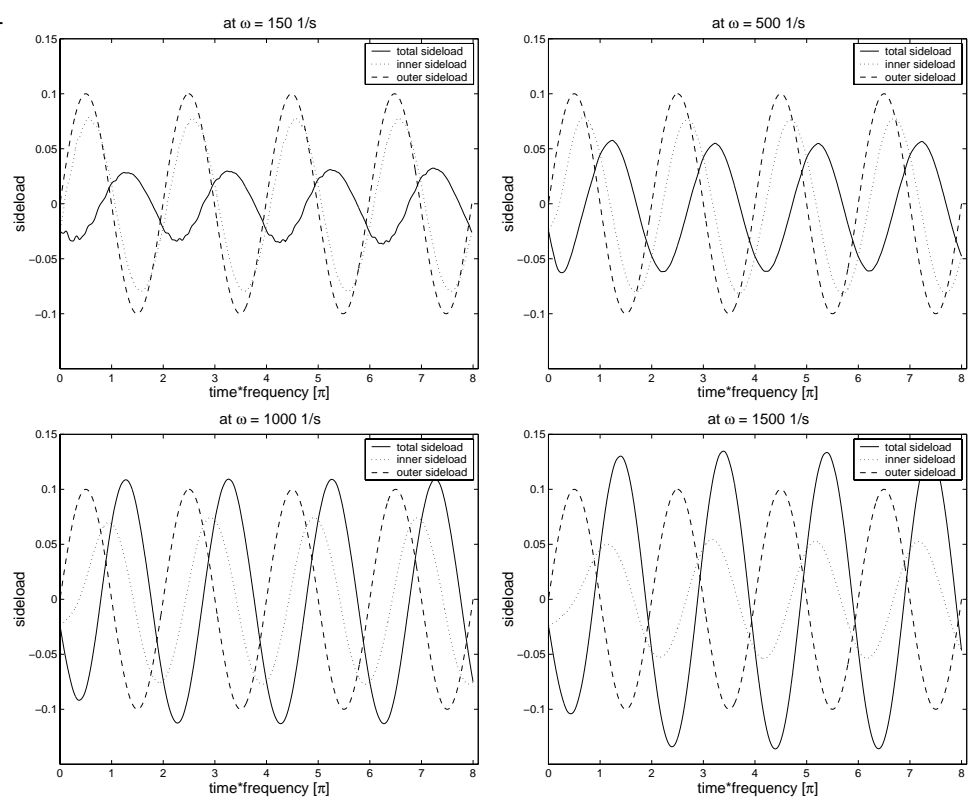 at ω = 150 1/s
total sideload
inner sideload
outer sideload
0.15
0.1
0.05
0
−0.05
−0.1
sideload
0 1 2 3 4 5 6 7 8
time*frequency [π]
at ω = 500 1/s
total sideload
inner sideload
outer sideload
0.15
0.1
0.05
0
−0.05
−0.1
sideload
0 1 2 3 4 5 6 7 8
time*frequency [π]
at ω = 1000 1/s
total sideload
inner sideload
outer sideload
0.15
0.1
0.05
0
−0.05
−0.1
sideload
0 1 2 3 4 5 6 7 8
time*frequency [π]
at ω = 1500 1/s
total sideload
inner sideload
outer sideload
0.15
0.1
0.05
0
−0.05
−0.1
sideload
0 1 2 3 4 5 6 7 8
time*frequency [π]